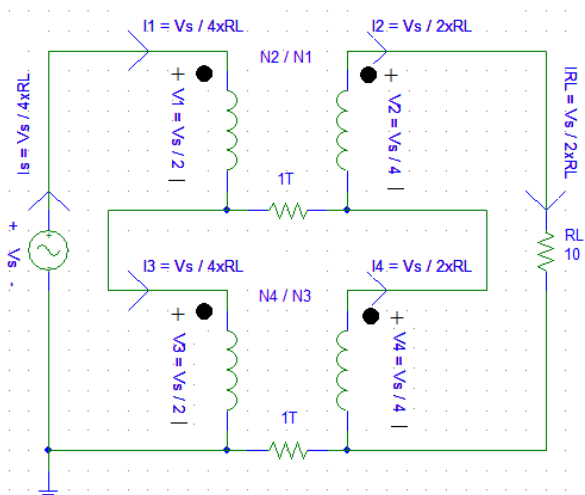 I1 = Vs / 4xRL
I2 = Vs / 2xRL
N2 / N1
Is = Vs / 4xRL
+
V1 = Vs / 2
—
+
V2 = Vs / 4
—
IRL = Vs / 2xRL
1T
+
Vs
-
RL
10
I3 = Vs / 4xRL
I4 = Vs / 2xRL
N4 / N3
+
V3 = Vs / 2
—
+
V4 = Vs / 4
—
1T